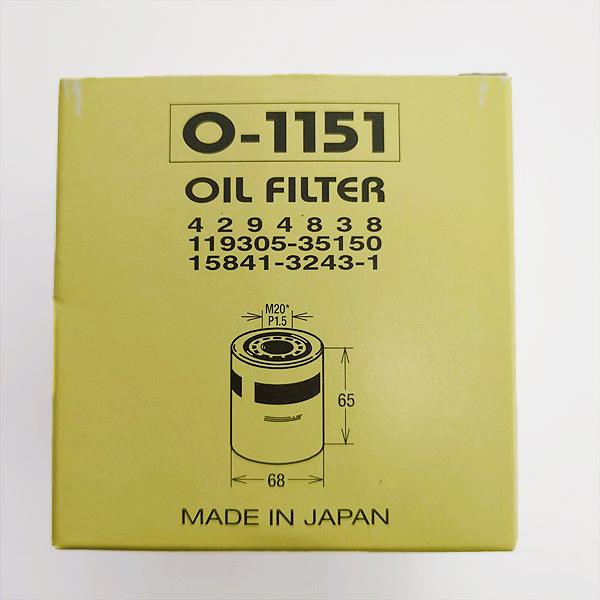 O-1151
OIL FILTER
4 2 9 4 8 3 8
119305-35150
15841-3243-1
M20*
P1.5
65
68
MADE IN JAPAN